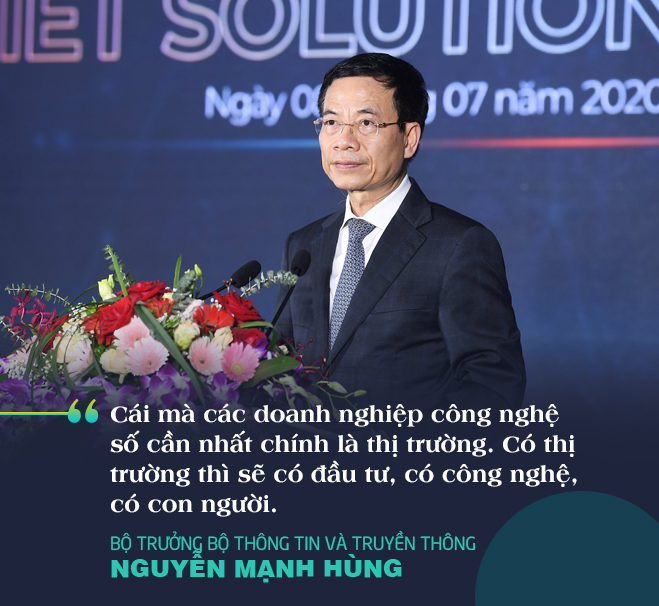 IET SOLUTION
Ngày 0 g 07 năm 2020
Cái mà các doanh nghiệp công nghệ
số cần nhất chính là thị trường. Có thị
trường thì sẽ có đầu tư, có công nghệ,
có con người.
BỘ TRƯỞNG BỘ THÔNG TIN VÀ TRUYỀN THÔNG
NGUYỄN MẠNH HÙNG